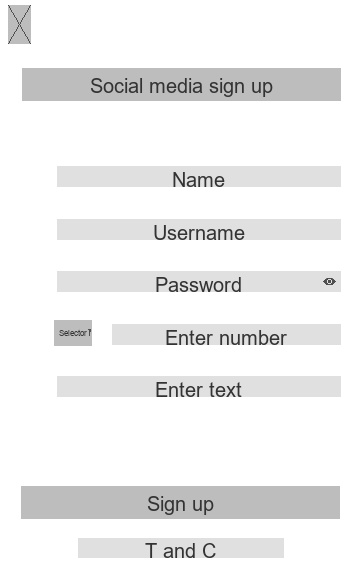 Social media sign up
Name
Username
Password
Selector
Enter number
Enter text
Sign up
T and C